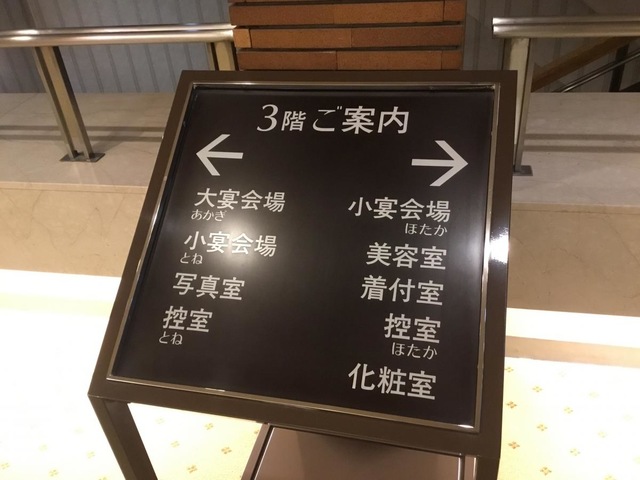 3階ご案内
←
大宴会場
あかぎ
小宴会場
とね
写真室
控室
とね
→
小宴会場
ほたか
美容室
着付室
控室
ほたか
化粧室